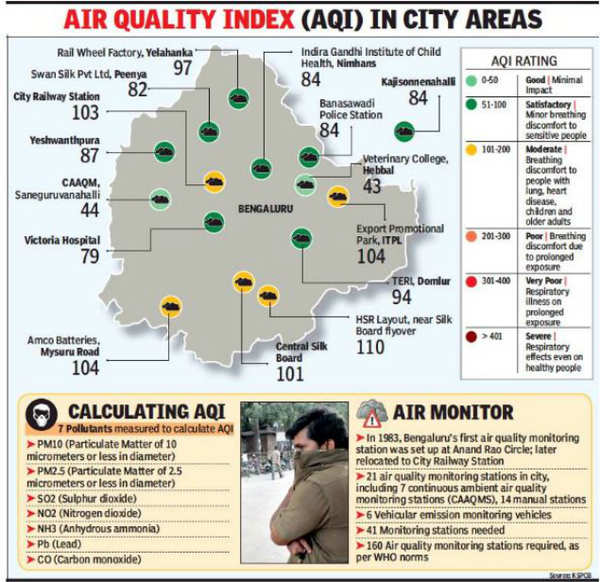 AIR QUALITY INDEX (AQI) IN CITY AREAS
Rail Wheel Factory, Yelahanka
97
Swan Silk Pvt Ltd, Peenya
82
City Railway Station
103
Yeshwanthpura
87
CAAQM,
Saneguruvanahalli
44
Victoria Hospital
79
Amco Batteries,
Mysuru Road
104
Indira Gandhi Institute of Child
Health, Nimhans
84
Kajisonnenahalli
84
Banasawadi
Police Station
84
Veterinary College,
Hebbal
43
BENGALURU
Export Promotional
Park, ITPL
104
TERI, Domlur
94
HSR Layout, near Silk
Board flyover
110
Central Silk
Board
101
AQI RATING
0-50
Good | Minimal
Impact
51-100
Satisfactory |
Minor breathing
discomfort to
sensitive people
101-200
Moderate |
Breathing
discomfort to
people with
lung, heart
disease,
children and
older adults
201-300
Poor | Breathing
discomfort due
to prolonged
exposure
301-400
Very Poor |
Respiratory
illness on
prolonged
exposure
> 401
Severe |
Respiratory
effects even on
healthy people
CALCULATING AQI
7 Pollutants measured to calculate AQI
➤PM10 (Particulate Matter of 10
micrometers or less in diameter)
➤PM2.5 (Particulate Matter of 2.5
micrometers or less in diameter)
➤SO2 (Sulphur dioxide)
➤NO2 (Nitrogen dioxide)
➤NH3 (Anhydrous ammonia)
➤Pb (Lead)
➤CO (Carbon monoxide)
AIR MONITOR
➤In 1983, Bengaluru's first air quality monitoring
station was set up at Anand Rao Circle; later
relocated to City Railway Station
➤21 air quality monitoring stations in city,
including 7 continuous ambient air quality
monitoring stations (CAAQMS), 14 manual stations
➤6 Vehicular emission monitoring vehicles
➤41 Monitoring stations needed
➤160 Air quality monitoring stations required, as
per WHO norms
Source: KSPCB